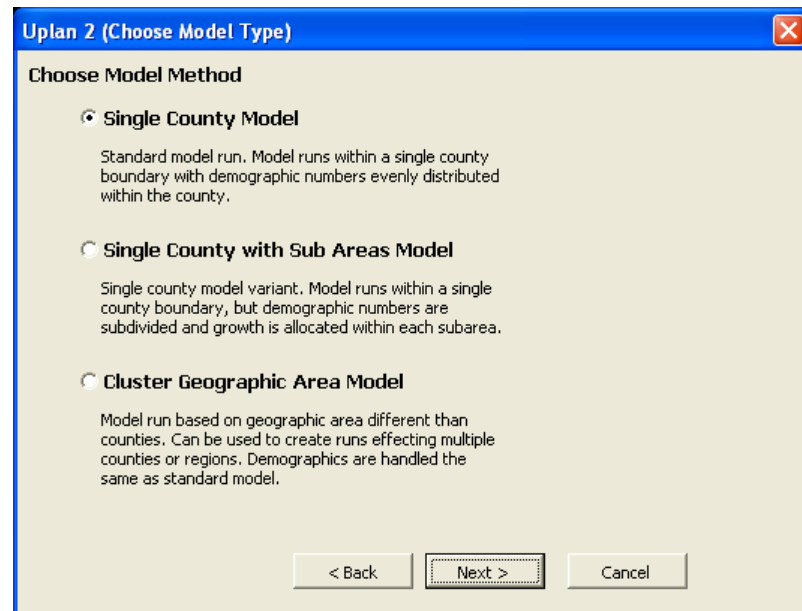 Uplan 2 (Choose Model Type)
Choose Model Method
Single County Model
Standard model run. Model runs within a single county
boundary with demographic numbers evenly distributed
within the county.
Single County with Sub Areas Model
Single county model variant. Model runs within a single
county boundary, but demographic numbers are
subdivided and growth is allocated within each subarea.
Cluster Geographic Area Model
Model run based on geographic area different than
counties. Can be used to create runs effecting multiple
counties or regions. Demographics are handled the
same as standard model.
< Back Next > Cancel